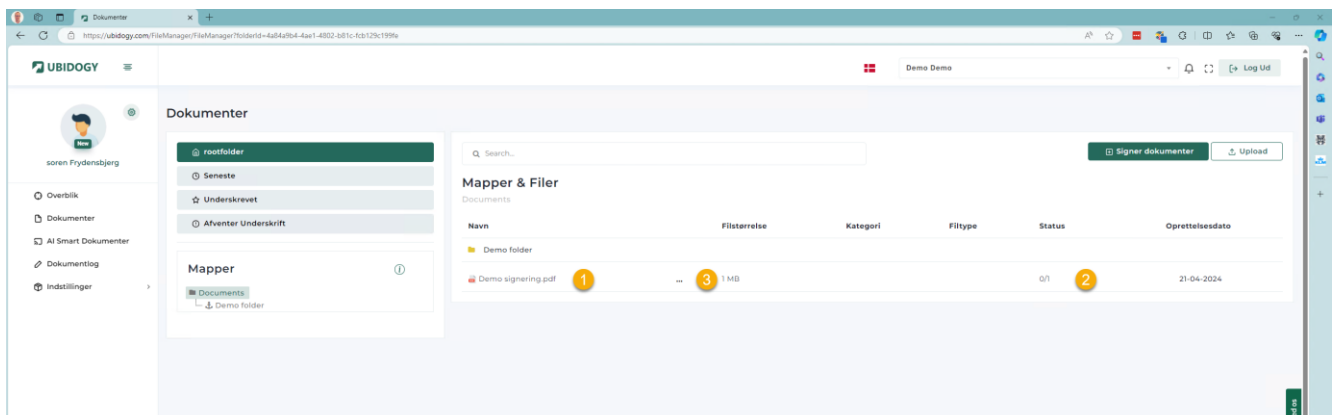 Dokumenter
https://ubidogy.com/FileManager/FileManager?folderId=4a84a9b4-4ae1-4802-b81c-fcb129c199fe
UBIDOGY
Demo Demo
Log Ud
New
soren Frydensbjerg
Overblik
Dokumenter
AI Smart Dokumenter
Dokumentlog
Indstillinger
Dokumenter
rootfolder
Seneste
Underskrevet
Afventer Underskrift
Mapper
Documents
Demo folder
Search...
Signer dokumenter
Upload
Mapper & Filer
Documents
Navn Filstørrelse Kategori Filtype Status Oprettelsesdato
Demo folder
Demo signering.pdf 1 ... 3 1 MB 0/1 2 21-04-2024